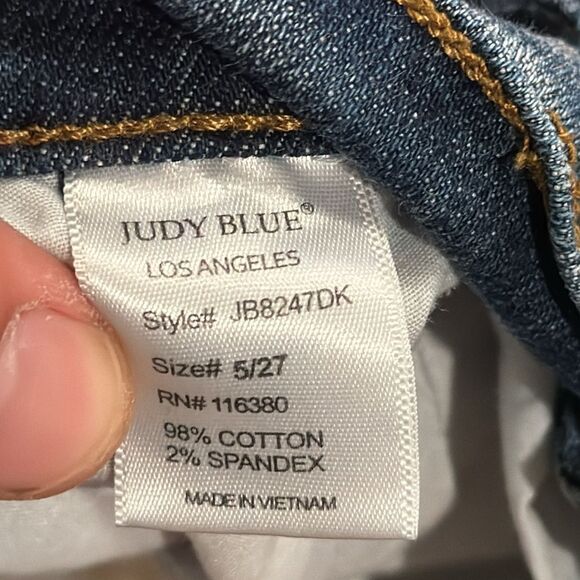 JUDY BLUE®
LOS ANGELES
Style# JB8247DK
Size# 5/27
RN# 116380
98% COTTON
2% SPANDEX
MADE IN VIETNAM